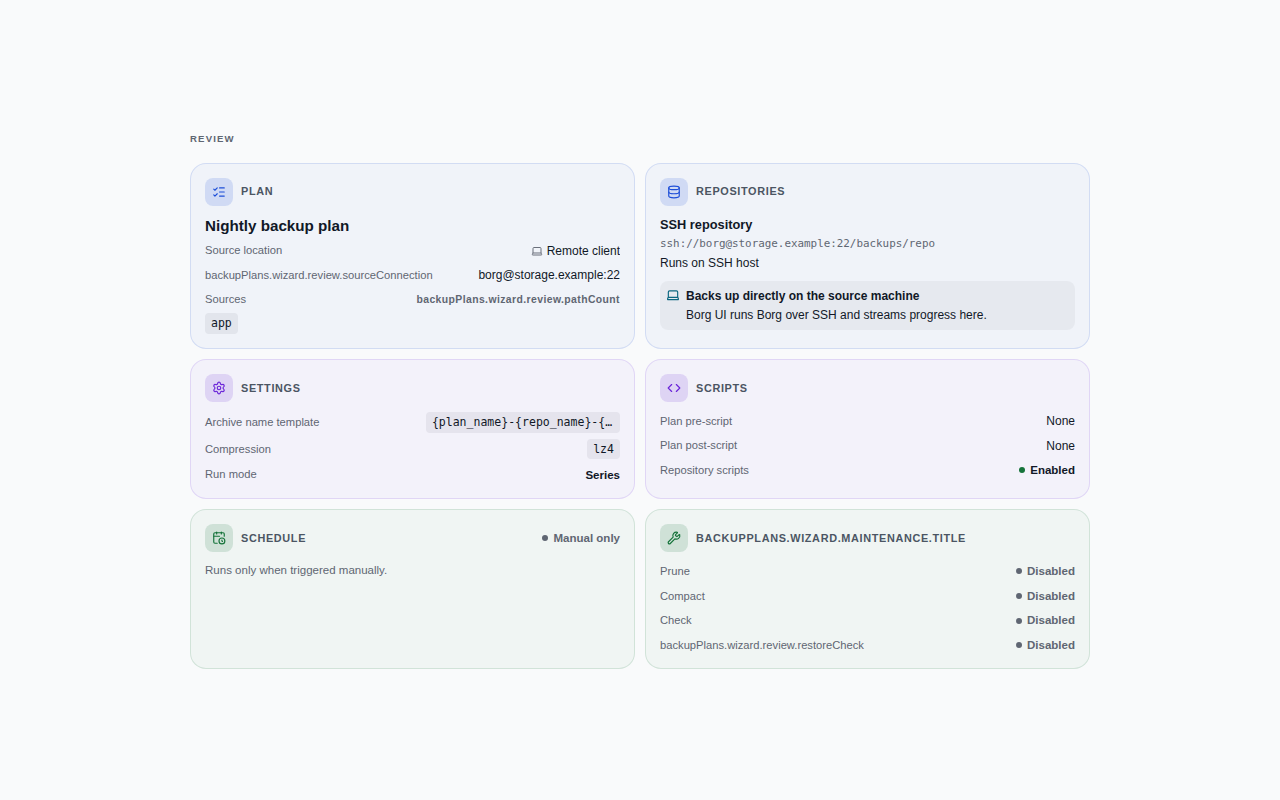 REVIEW
PLAN
Nightly backup plan
Source location Remote client
backupPlans.wizard.review.sourceConnection borg@storage.example:22
Sources backupPlans.wizard.review.pathCount
app
REPOSITORIES
SSH repository
ssh://borg@storage.example:22/backups/repo
Runs on SSH host
Backs up directly on the source machine
Borg UI runs Borg over SSH and streams progress here.
SETTINGS
Archive name template {plan_name}-{repo_name}-{…
Compression lz4
Run mode Series
SCRIPTS
Plan pre-script None
Plan post-script None
Repository scripts Enabled
SCHEDULE Manual only
Runs only when triggered manually.
BACKUPPLANS.WIZARD.MAINTENANCE.TITLE
Prune Disabled
Compact Disabled
Check Disabled
backupPlans.wizard.review.restoreCheck Disabled